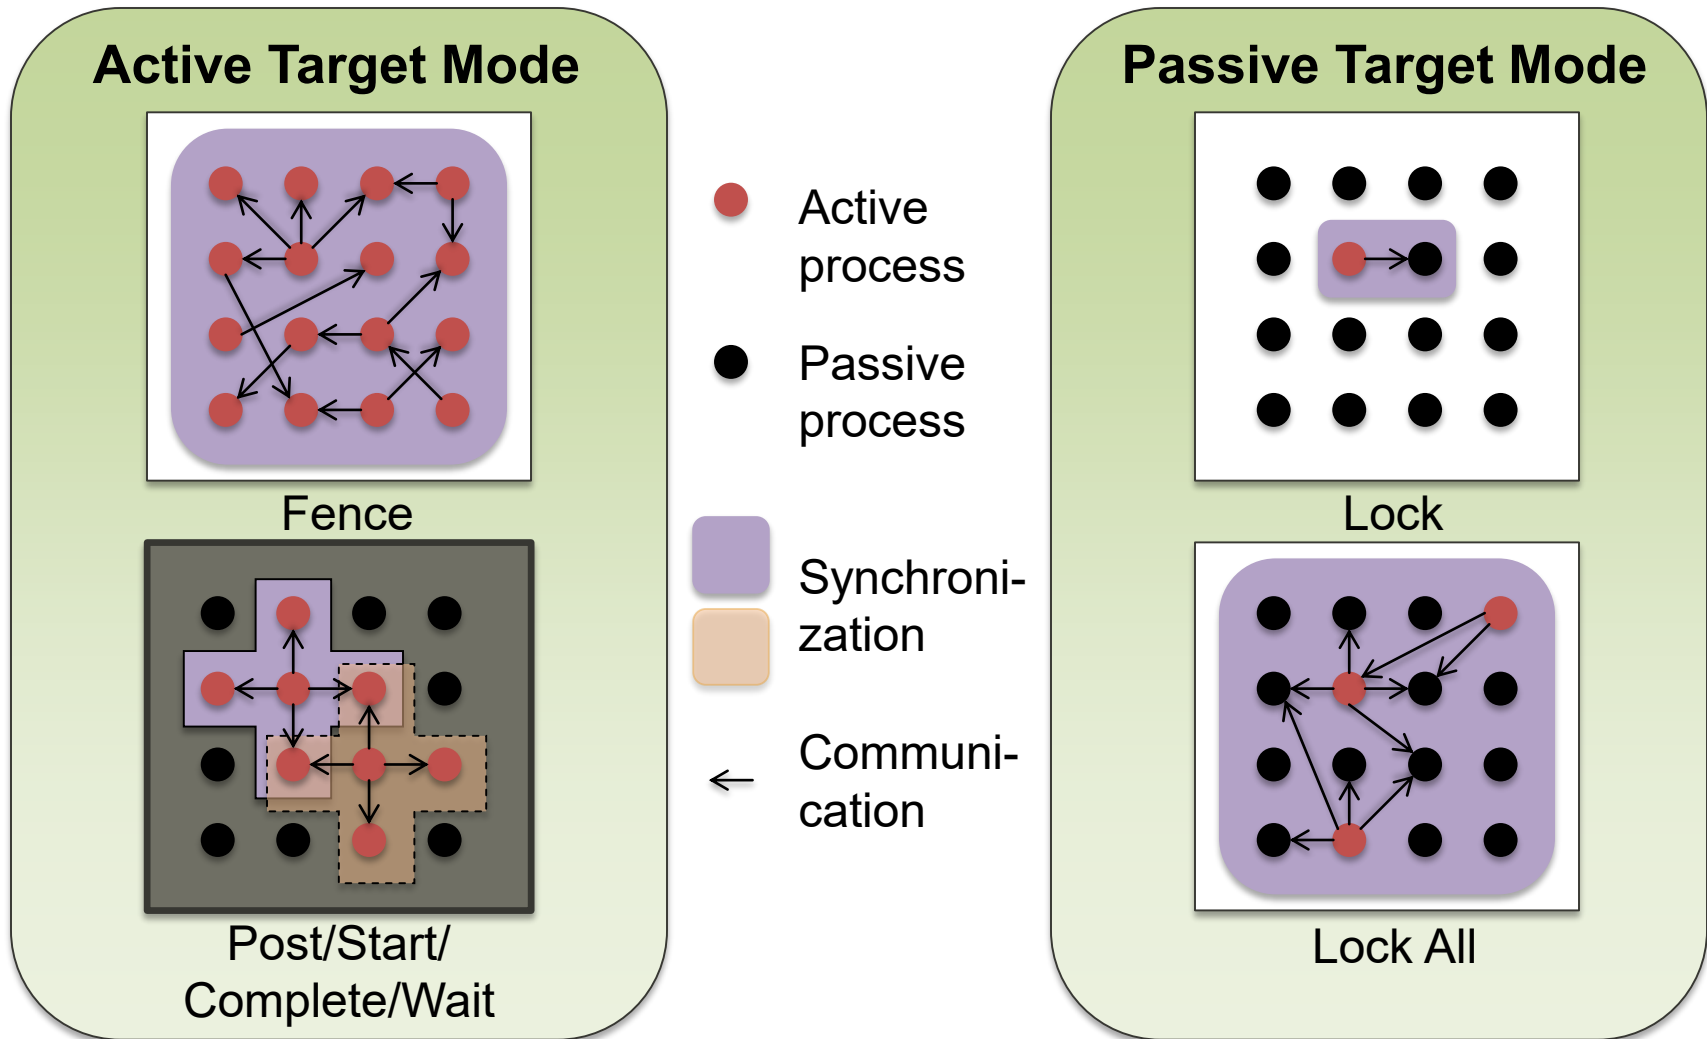 Active Target Mode
Fence
Post/Start/
Complete/Wait
Active
process
Passive
process
Synchroni-
zation
Communi-
cation
Passive Target Mode
Lock
Lock All